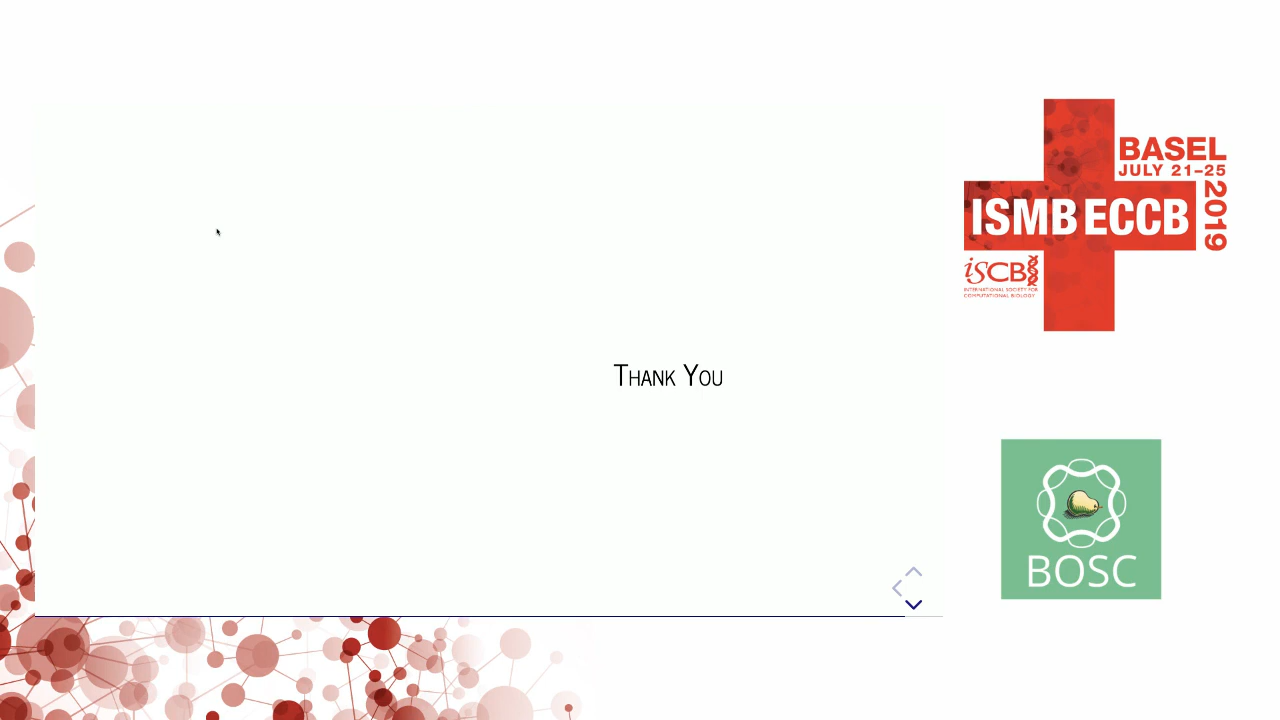 THANK YOU
BASEL
JULY 21-25
2019
ISMB ECCB
iSCB
INTERNATIONAL SOCIETY FOR
COMPUTATIONAL BIOLOGY
BOSC